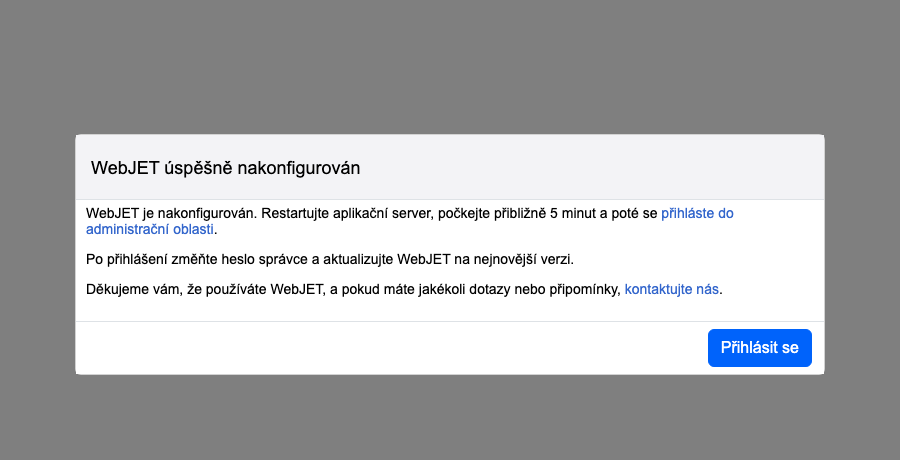 WebJET úspěšně nakonfigurován
WebJET je nakonfigurován. Restartujte aplikační server, počkejte přibližně 5 minut a poté se přihláste do
administrační oblasti.
Po přihlášení změňte heslo správce a aktualizujte WebJET na nejnovější verzi.
Děkujeme vám, že používáte WebJET, a pokud máte jakékoli dotazy nebo připomínky, kontaktujte nás.
Přihlásit se